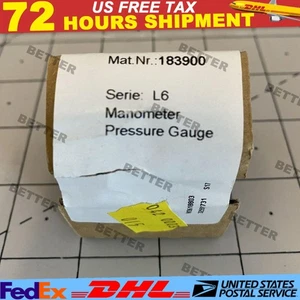 72
US FREE TAX
HOURS SHIPMENT
Mat.Nr.:183900
Serie: L6
Manometer
Pressure Gauge
BETTER
FedEx
DHL
UNITED STATES
POSTAL SERVICE